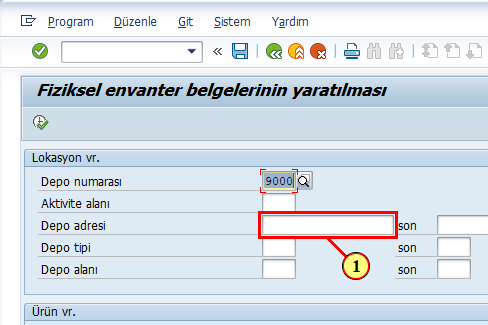 Program Düzenle Git Sistem Yardım
Fiziksel envanter belgelerinin yaratılması
Lokasyon vr.
Depo numarası 9000
Aktivite alanı
Depo adresi son
Depo tipi son
Depo alanı son
1
Ürün vr.